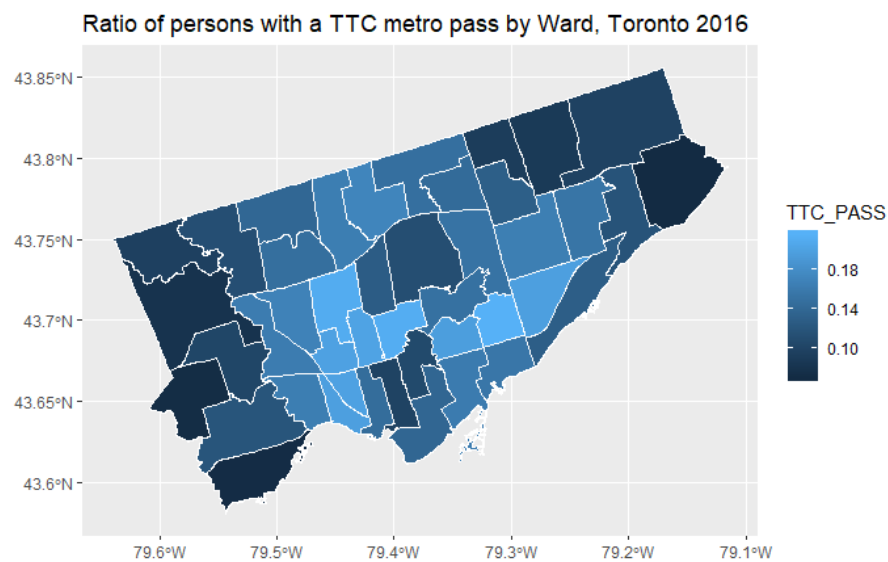 Ratio of persons with a TTC metro pass by Ward, Toronto 2016
43.85°N
43.8°N
43.75°N
43.7°N
43.65°N
43.6°N
79.6°W
79.5°W
79.4°W
79.3°W
79.2°W
79.1°W
TTC_PASS
0.18
0.14
0.10